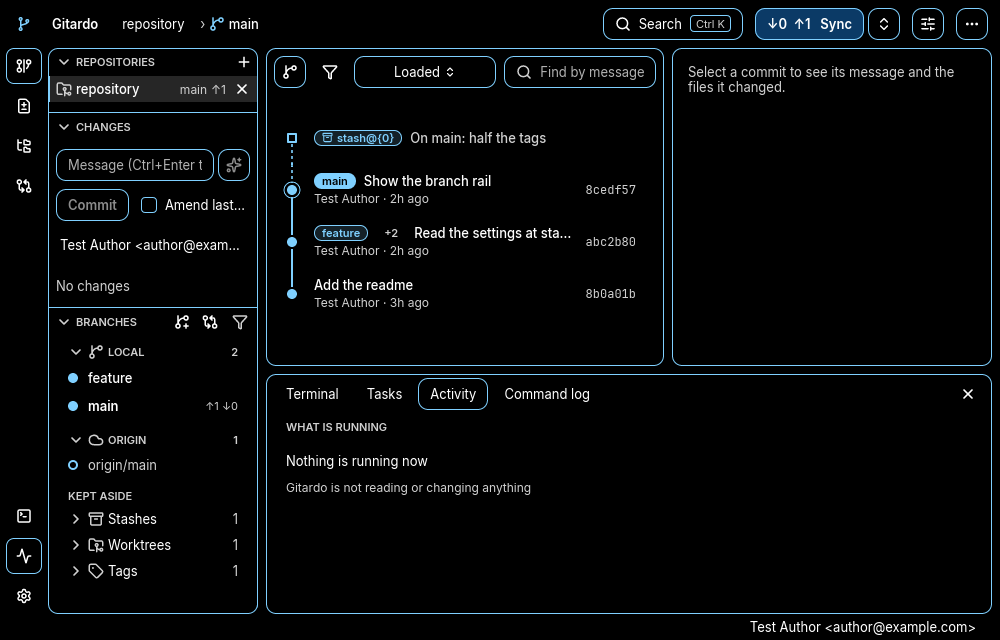 Gitardo repository › main Search Ctrl K ↓0 ↑1 Sync
REPOSITORIES
repository main ↑1
CHANGES
Message (Ctrl+Enter t
Commit Amend last...
Test Author <author@exam...
No changes
BRANCHES
LOCAL 2
feature
main ↑1 ↓0
ORIGIN 1
origin/main
KEPT ASIDE
Stashes 1
Worktrees 1
Tags 1
Loaded Find by message
stash@{0} On main: half the tags
main Show the branch rail
Test Author · 2h ago 8cedf57
feature +2 Read the settings at sta...
Test Author · 2h ago abc2b80
Add the readme
Test Author · 3h ago 8b0a01b
Select a commit to see its message and the
files it changed.
Terminal Tasks Activity Command log
WHAT IS RUNNING
Nothing is running now
Gitardo is not reading or changing anything
Test Author <author@example.com>